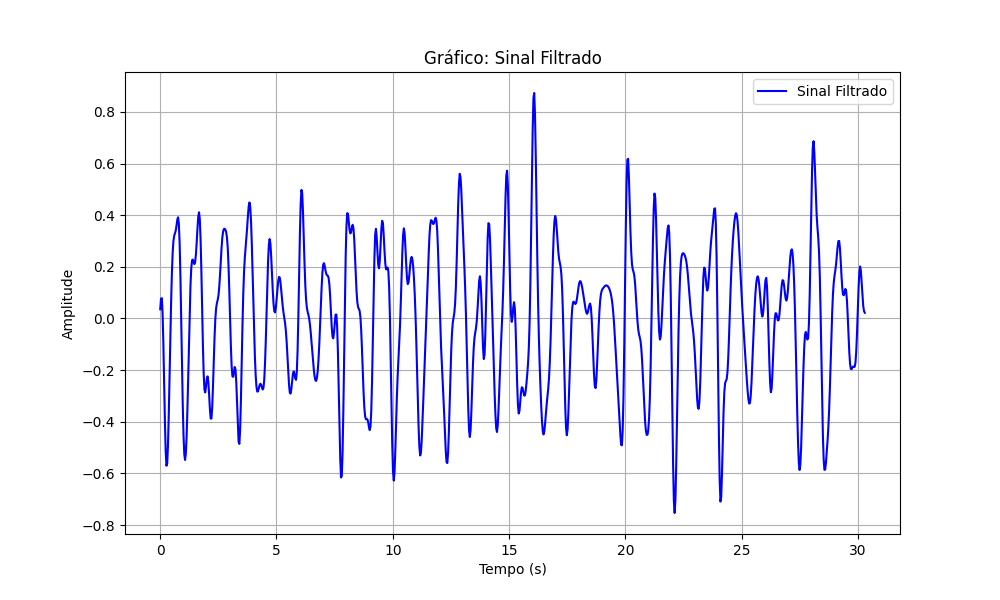 Gráfico: Sinal Filtrado
Sinal Filtrado
Amplitude
0.8
0.6
0.4
0.2
0.0
−0.2
−0.4
−0.6
−0.8
0 5 10 15 20 25 30
Tempo (s)